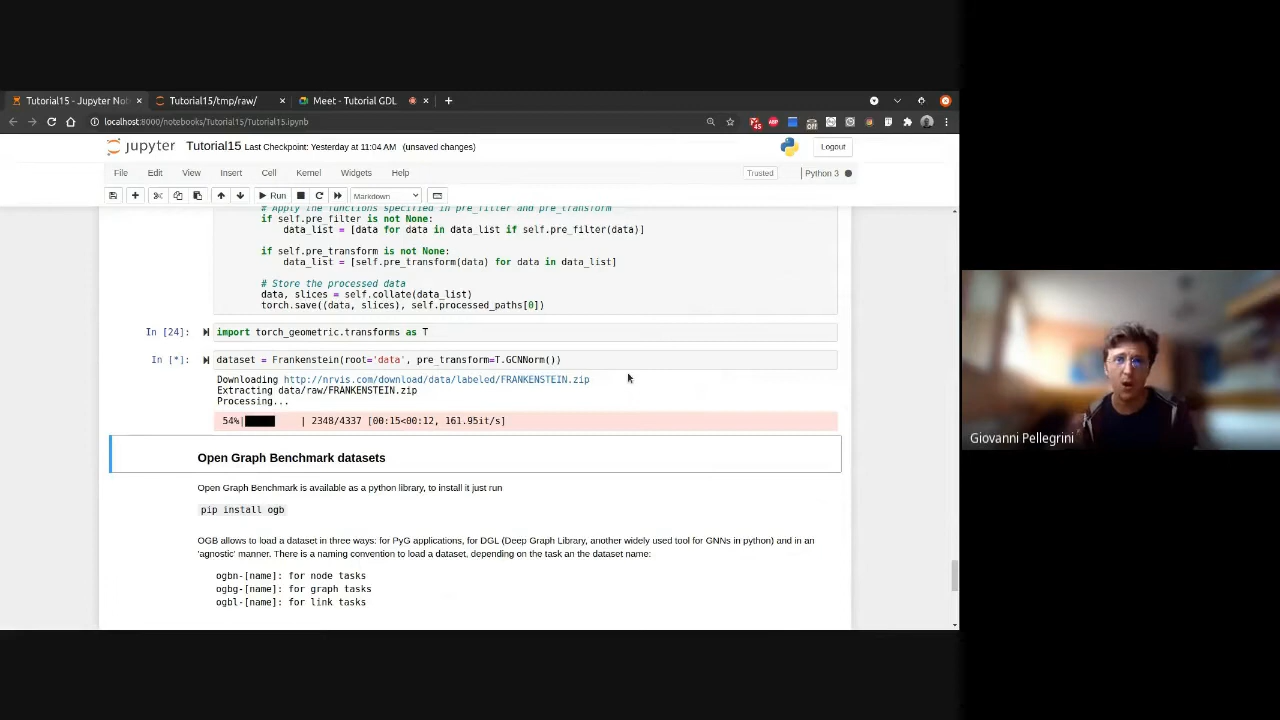 Tutorial15 - Jupyter Not
Tutorial15/tmp/raw/
Meet - Tutorial GDL
localhost:8000/notebooks/Tutorial15/Tutorial15.ipynb
45
ABP
Off
jupyter Tutorial15 Last Checkpoint: Yesterday at 11:04 AM (unsaved changes)
Logout
File Edit View Insert Cell Kernel Widgets Help
Trusted
Python 3
Run
Markdown
# Apply the functions specified in pre_filter and pre_transform
if self.pre_filter is not None:
data_list = [data for data in data_list if self.pre_filter(data)]
if self.pre_transform is not None:
data_list = [self.pre_transform(data) for data in data_list]
# Store the processed data
data, slices = self.collate(data_list)
torch.save((data, slices), self.processed_paths[0])
In [24]: import torch_geometric.transforms as T
In [*]: dataset = Frankenstein(root='data', pre_transform=T.GCNNorm())
Downloading http://nrvis.com/download/data/labeled/FRANKENSTEIN.zip
Extracting data/raw/FRANKENSTEIN.zip
Processing...
54%| | 2348/4337 [00:15<00:12, 161.95it/s]
Open Graph Benchmark datasets
Open Graph Benchmark is available as a python library, to install it just run
pip install ogb
OGB allows to load a dataset in three ways: for PyG applications, for DGL (Deep Graph Library, another widely used tool for GNNs in python) and in an
'agnostic' manner. There is a naming convention to load a dataset, depending on the task an the dataset name:
ogbn-[name]: for node tasks
ogbg-[name]: for graph tasks
ogbl-[name]: for link tasks
Giovanni Pellegrini